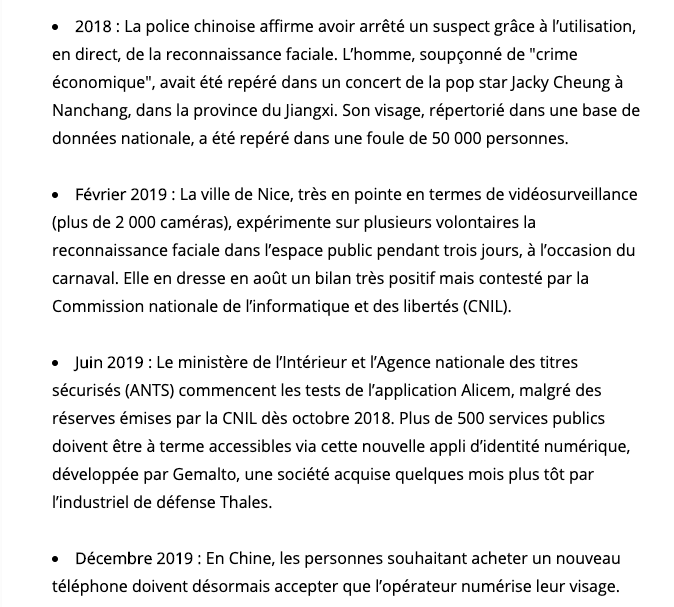 • 2018 : La police chinoise affirme avoir arrêté un suspect grâce à l’utilisation,
en direct, de la reconnaissance faciale. L’homme, soupçonné de "crime
économique", avait été repéré dans un concert de la pop star Jacky Cheung à
Nanchang, dans la province du Jiangxi. Son visage, répertorié dans une base de
données nationale, a été repéré dans une foule de 50 000 personnes.
• Février 2019 : La ville de Nice, très en pointe en termes de vidéosurveillance
(plus de 2 000 caméras), expérimente sur plusieurs volontaires la
reconnaissance faciale dans l’espace public pendant trois jours, à l’occasion du
carnaval. Elle en dresse en août un bilan très positif mais contesté par la
Commission nationale de l’informatique et des libertés (CNIL).
• Juin 2019 : Le ministère de l’Intérieur et l’Agence nationale des titres
sécurisés (ANTS) commencent les tests de l’application Alicem, malgré des
réserves émises par la CNIL dès octobre 2018. Plus de 500 services publics
doivent être à terme accessibles via cette nouvelle appli d’identité numérique,
développée par Gemalto, une société acquise quelques mois plus tôt par
l’industriel de défense Thales.
• Décembre 2019 : En Chine, les personnes souhaitant acheter un nouveau
téléphone doivent désormais accepter que l’opérateur numérise leur visage.